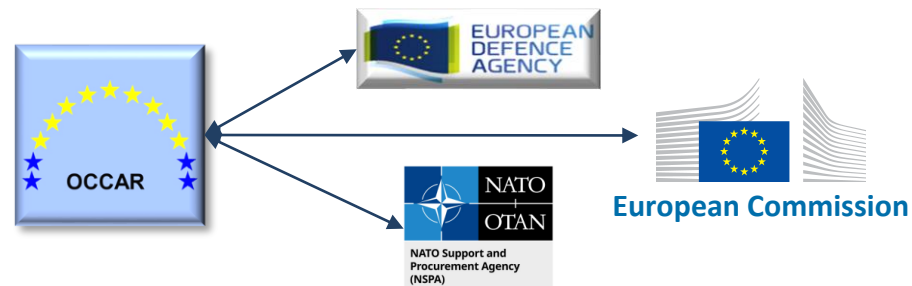 EUROPEAN
DEFENCE
AGENCY
OCCAR
European Commission
NATO
OTAN
NATO Support and
Procurement Agency
(NSPA)